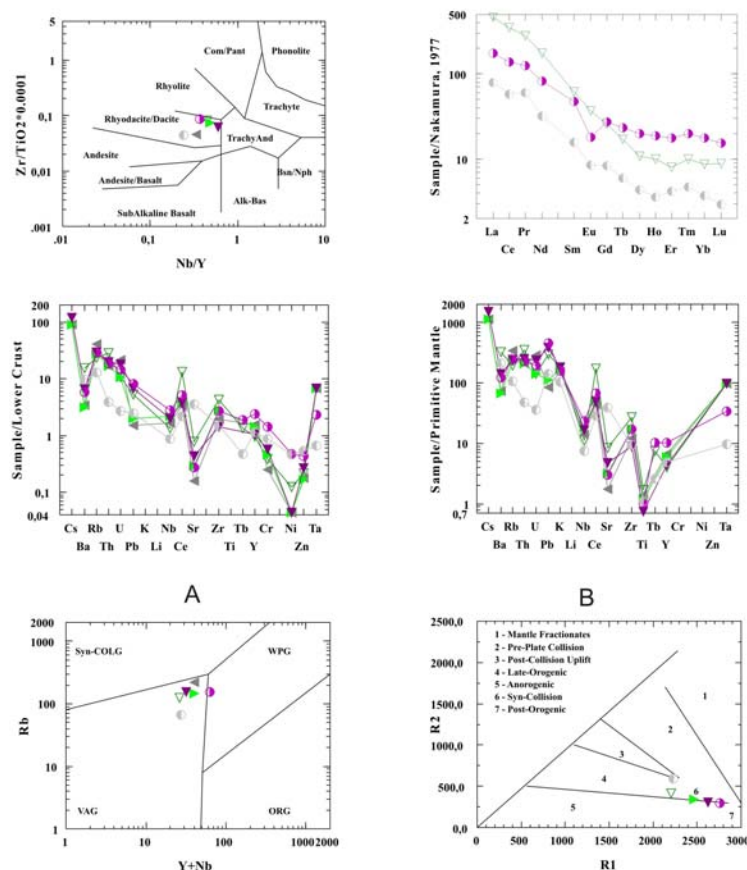 5
1
0,1
0,01
.001
.01
0,1
1
10
Zr/TiO2*0.0001
Nb/Y
Com/Pant
Phonolite
Rhyolite
Trachyte
Rhyodacite/Dacite
TrachyAnd
Andesite
Bsn/Nph
Andesite/Basalt
Alk-Bas
SubAlkaline Basalt
500
100
10
2
Sample/Nakamura, 1977
La Pr Sm Eu Tb Ho Tm Lu
Ce Nd Gd Dy Er Yb
200
100
10
1
0,1
0,04
Sample/Lower Crust
Cs Rb U K Nb Sr Zr Tb Cr Ni Ta
Ba Th Pb Li Ce Ti Y Zn
2000
1000
100
10
1
0,7
Sample/Primitive Mantle
Cs Rb U K Nb Sr Zr Tb Cr Ni Ta
Ba Th Pb Li Ce Ti Y Zn
A
B
2000
1000
100
10
1
Rb
Syn-COLG
WPG
VAG
ORG
1 10 100 1000 2000
Y+Nb
2500,0
2000,0
1500,0
1000,0
500,0
0,0
R2
1 - Mantle Fractionates
2 - Pre-Plate Collision
3 - Post-Collision Uplift
4 - Late-Orogenic
5 - Anorogenic
6 - Syn-Collision
7 - Post-Orogenic
1
2
3
4
6
5
7
0 500 1000 1500 2000 2500 3000
R1